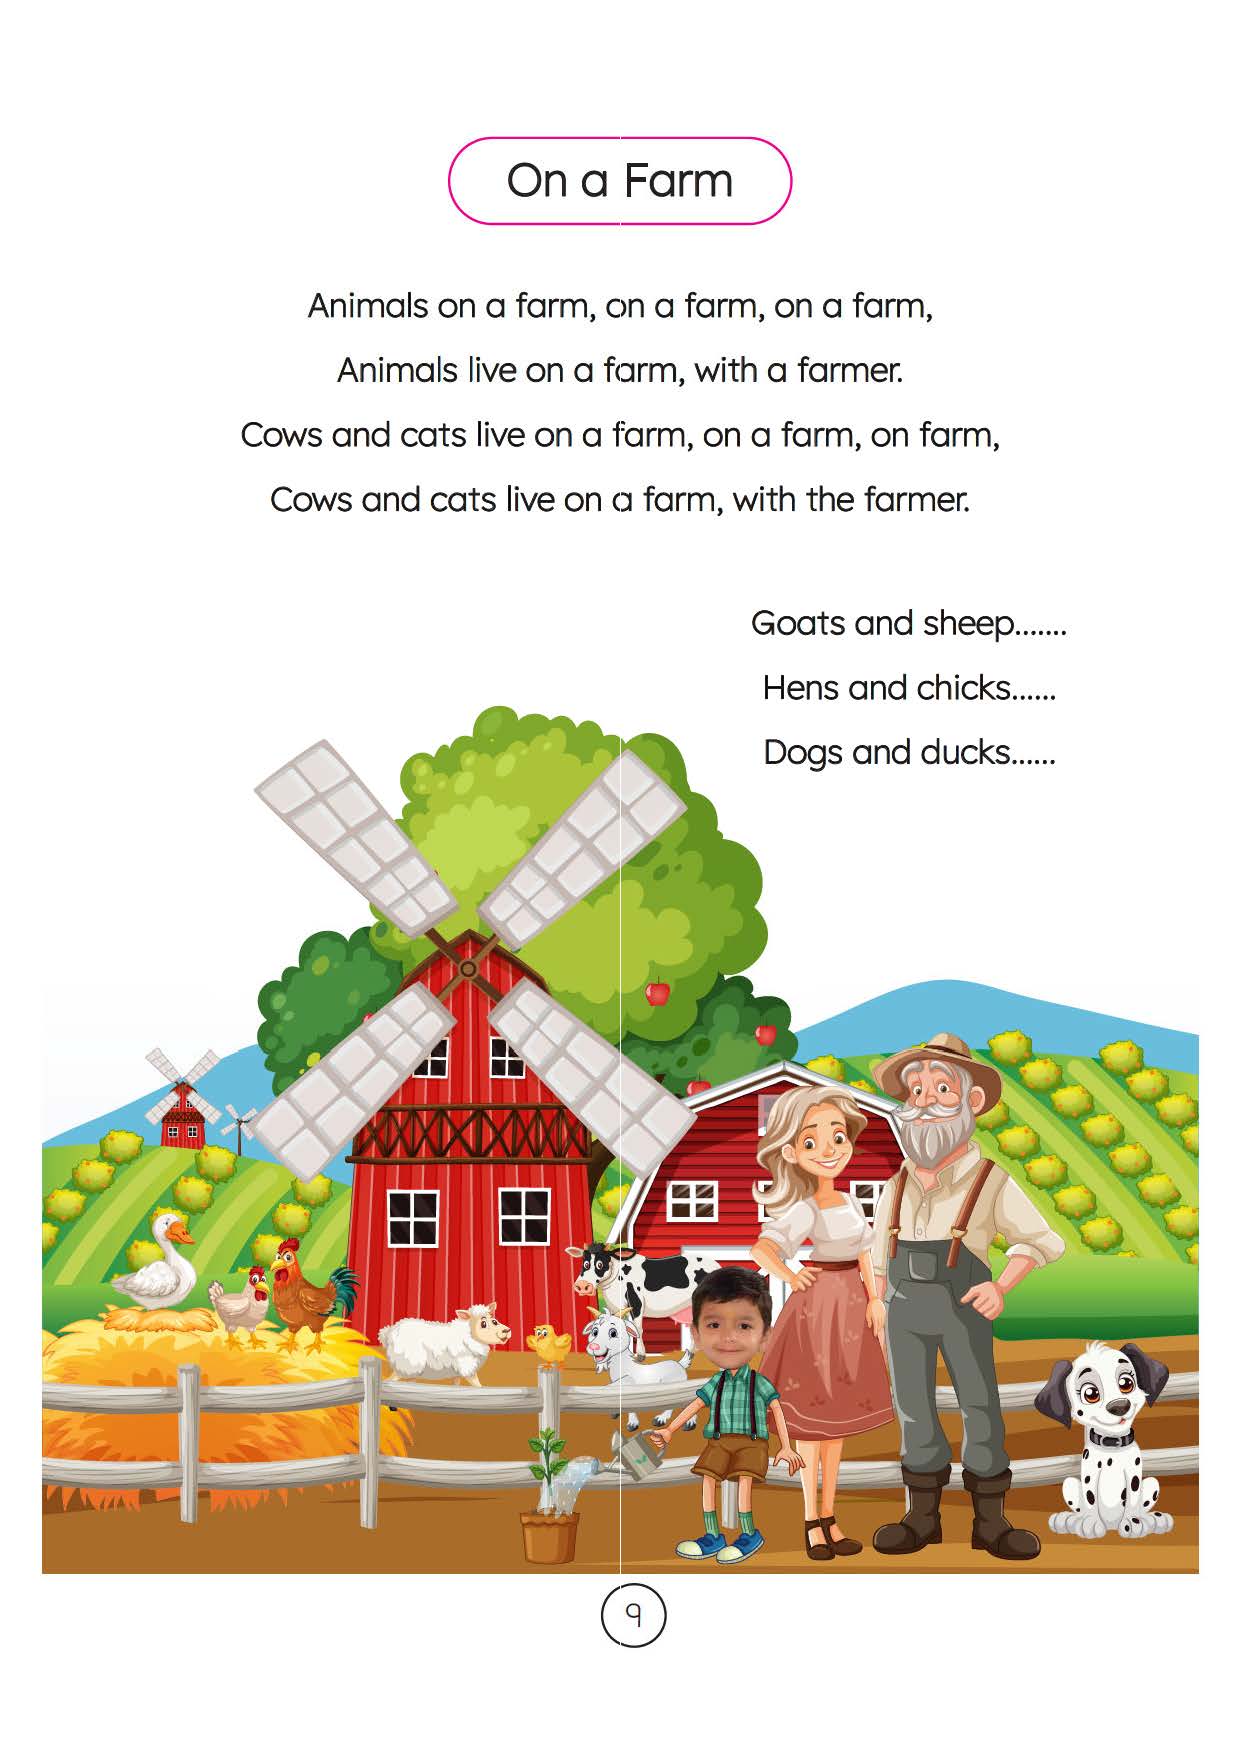 On a Farm
Animals on a farm, on a farm, on a farm,
Animals live on a farm, with a farmer.
Cows and cats live on a farm, on a farm, on farm,
Cows and cats live on a farm, with the farmer.
Goats and sheep.......
Hens and chicks......
Dogs and ducks......
9